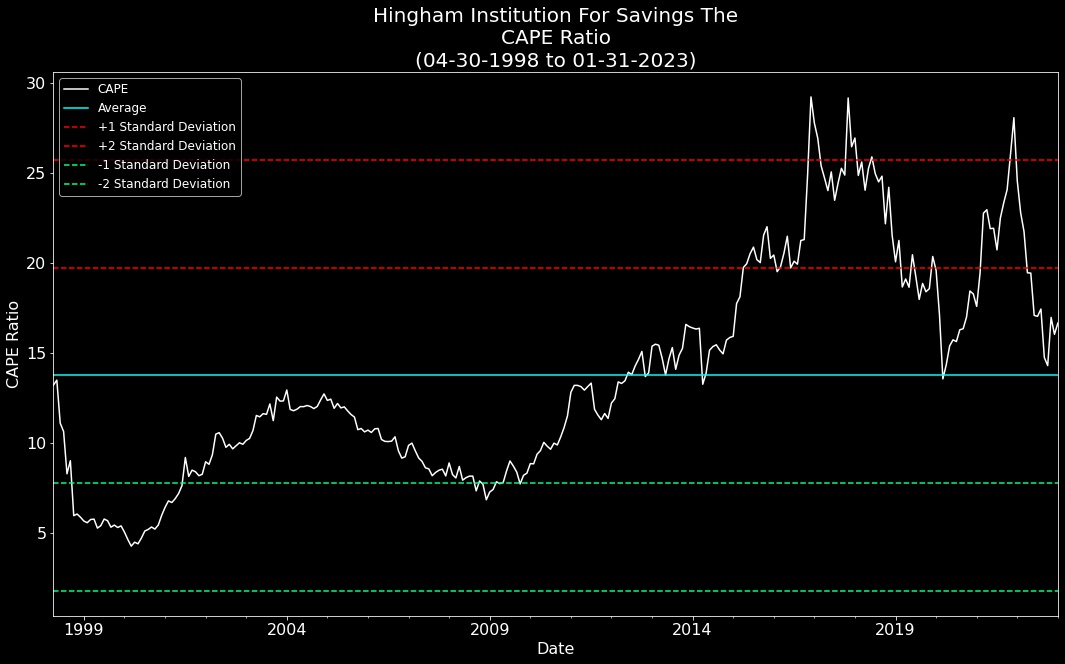 Hingham Institution For Savings The
CAPE Ratio
(04-30-1998 to 01-31-2023)
CAPE
Average
+1 Standard Deviation
+2 Standard Deviation
-1 Standard Deviation
-2 Standard Deviation
30
25
20
15
10
5
CAPE Ratio
1999 2004 2009 2014 2019
Date